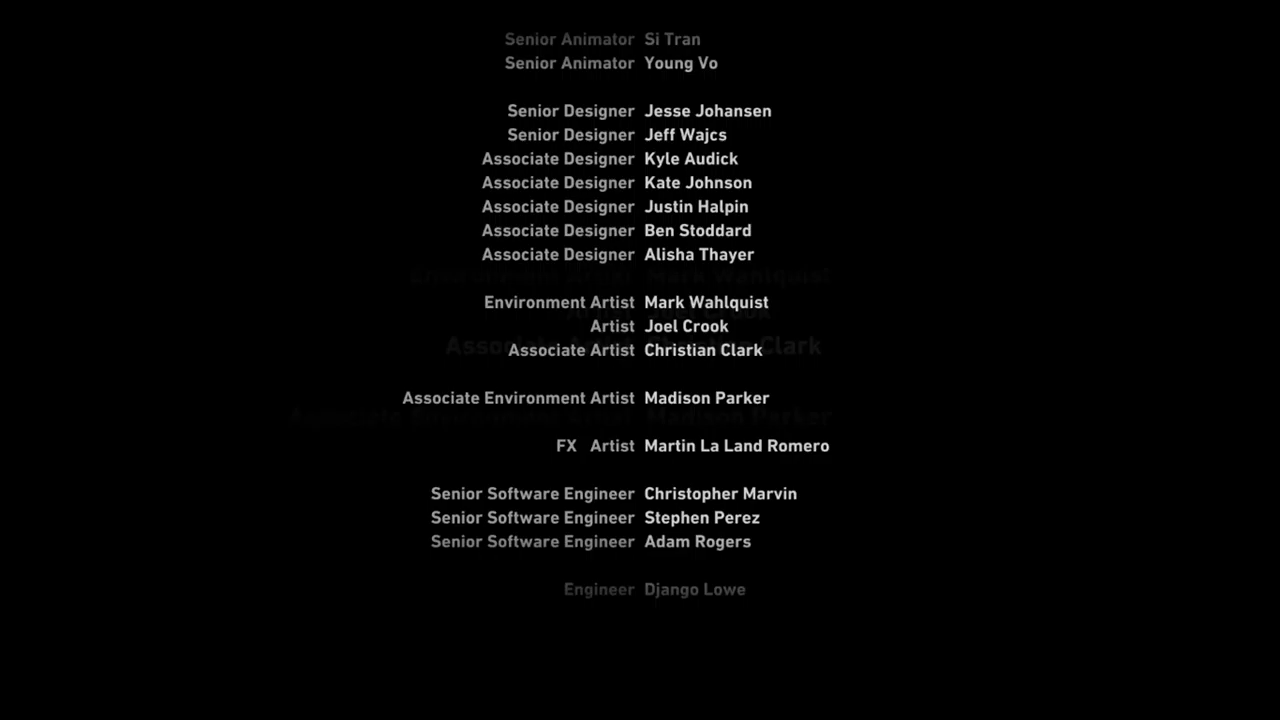 Senior Animator Si Tran
Senior Animator Young Vo
Senior Designer Jesse Johansen
Senior Designer Jeff Wajcs
Associate Designer Kyle Audick
Associate Designer Kate Johnson
Associate Designer Justin Halpin
Associate Designer Ben Stoddard
Associate Designer Alisha Thayer
Environment Artist Mark Wahlquist
Artist Joel Crook
Associate Artist Christian Clark
Associate Environment Artist Madison Parker
FX Artist Martin La Land Romero
Senior Software Engineer Christopher Marvin
Senior Software Engineer Stephen Perez
Senior Software Engineer Adam Rogers
Engineer Django Lowe